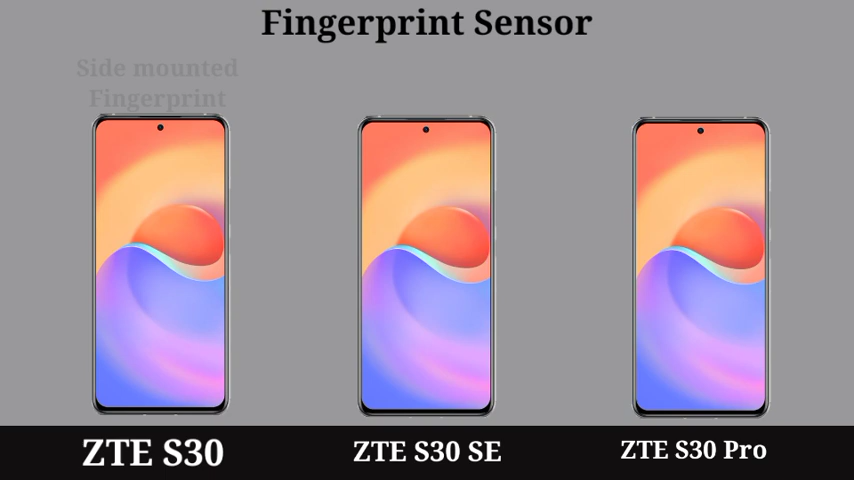 Fingerprint Sensor
Side mounted
Fingerprint
ZTE S30
ZTE S30 SE
ZTE S30 Pro